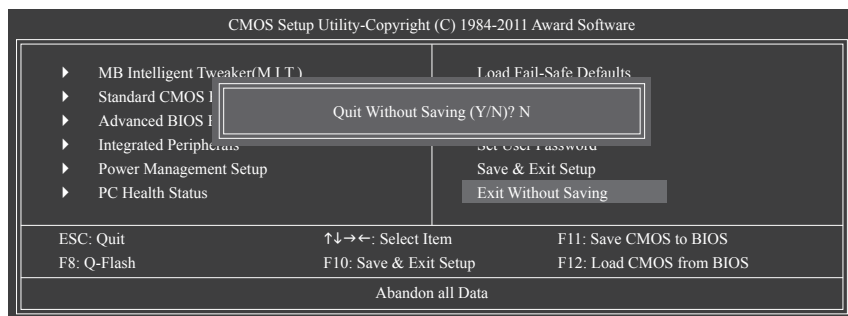 CMOS Setup Utility-Copyright (C) 1984-2011 Award Software
MB Intelligent Tweaker(M.I.T.)
Standard CMOS
Advanced BIOS
Integrated Peripherals
Power Management Setup
PC Health Status
Load Fail-Safe Defaults
Set User Password
Save & Exit Setup
Exit Without Saving
Quit Without Saving (Y/N)? N
ESC: Quit
↑↓→←: Select Item
F11: Save CMOS to BIOS
F8: Q-Flash
F10: Save & Exit Setup
F12: Load CMOS from BIOS
Abandon all Data